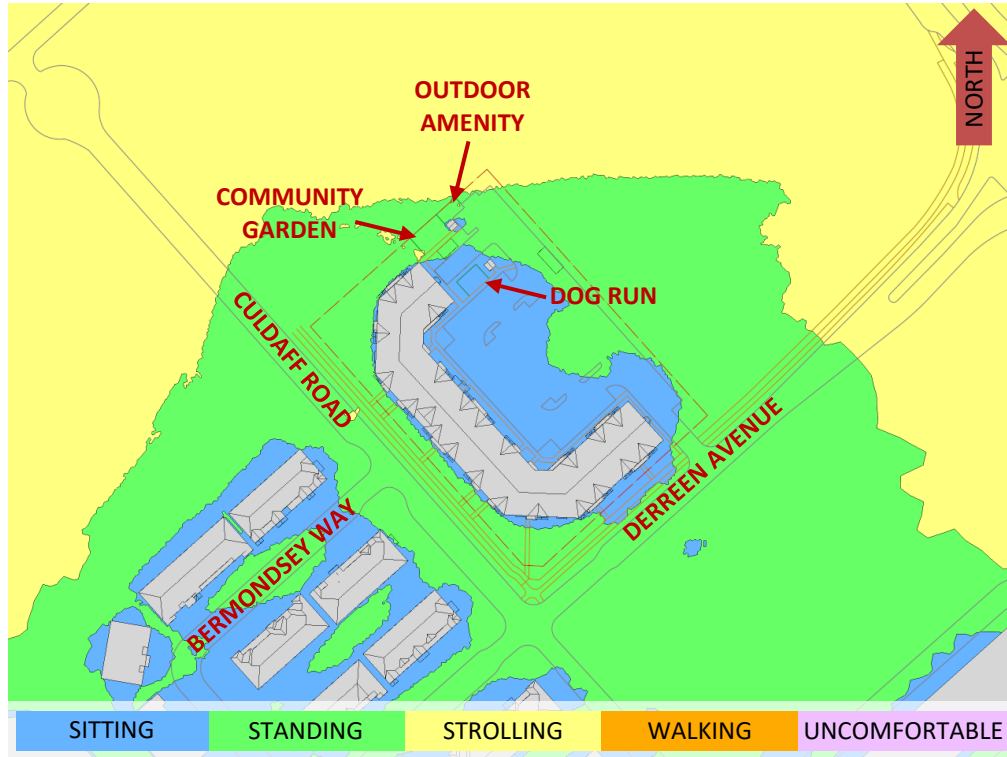 OUTDOOR
AMENITY
NORTH
COMMUNITY
GARDEN
DOG RUN
CULDAFF ROAD
DERREEN AVENUE
BERMONDSEY WAY
SITTING
STANDING
STROLLING
WALKING
UNCOMFORTABLE